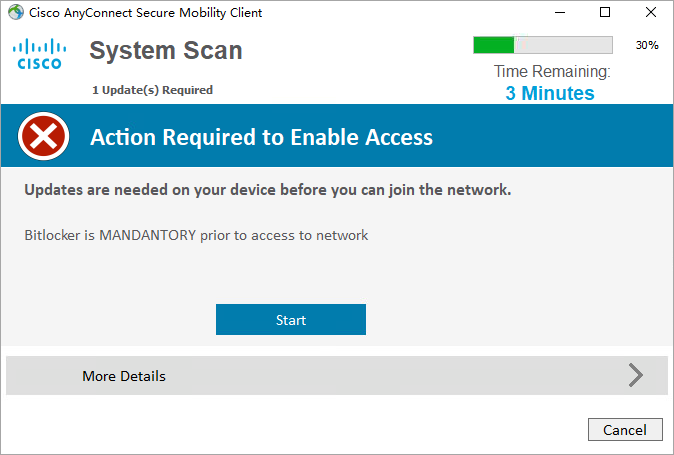 Cisco AnyConnect Secure Mobility Client
CISCO
System Scan
30%
Time Remaining:
3 Minutes
1 Update(s) Required
Action Required to Enable Access
Updates are needed on your device before you can join the network.
Bitlocker is MANDANTORY prior to access to network
Start
More Details
Cancel